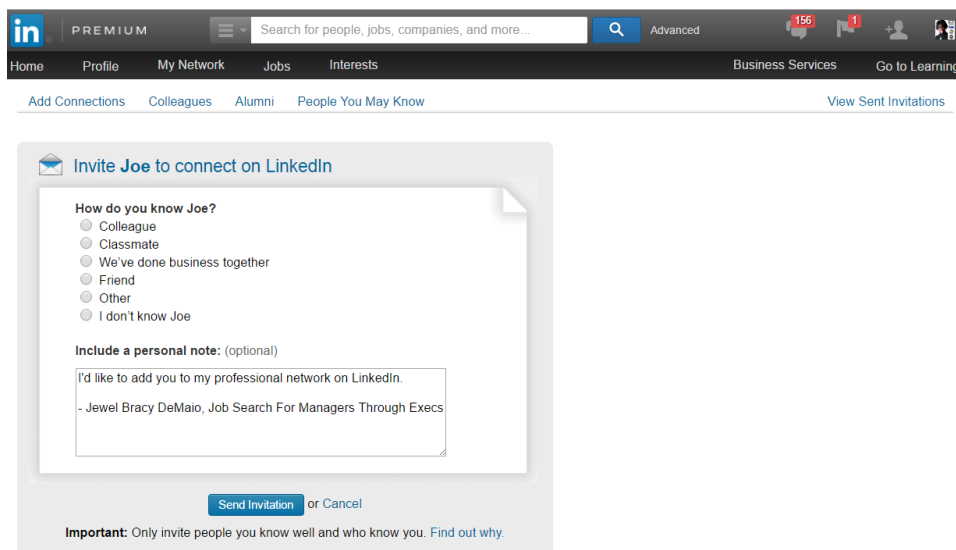 in PREMIUM Search for people, jobs, companies, and more... Advanced 156 1
Home Profile My Network Jobs Interests Business Services Go to Learning
Add Connections Colleagues Alumni People You May Know View Sent Invitations
Invite Joe to connect on LinkedIn
How do you know Joe?
Colleague
Classmate
We've done business together
Friend
Other
I don't know Joe
Include a personal note: (optional)
I'd like to add you to my professional network on LinkedIn.
- Jewel Bracy DeMaio, Job Search For Managers Through Execs
Send Invitation or Cancel
Important: Only invite people you know well and who know you. Find out why.